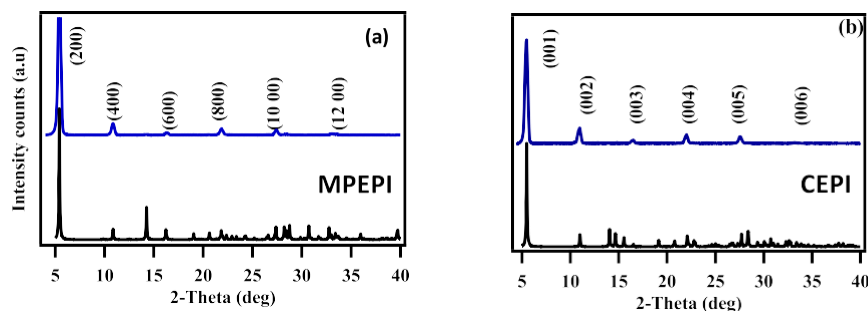 (a)
(200)
(400)
(600)
(800)
(10 00)
(12 00)
MPEPI
Intensity counts (a.u)
5 10 15 20 25 30 35 40
2-Theta (deg)
(b)
(001)
(002)
(003)
(004)
(005)
(006)
CEPI
5 10 15 20 25 30 35 40
2-Theta (deg)